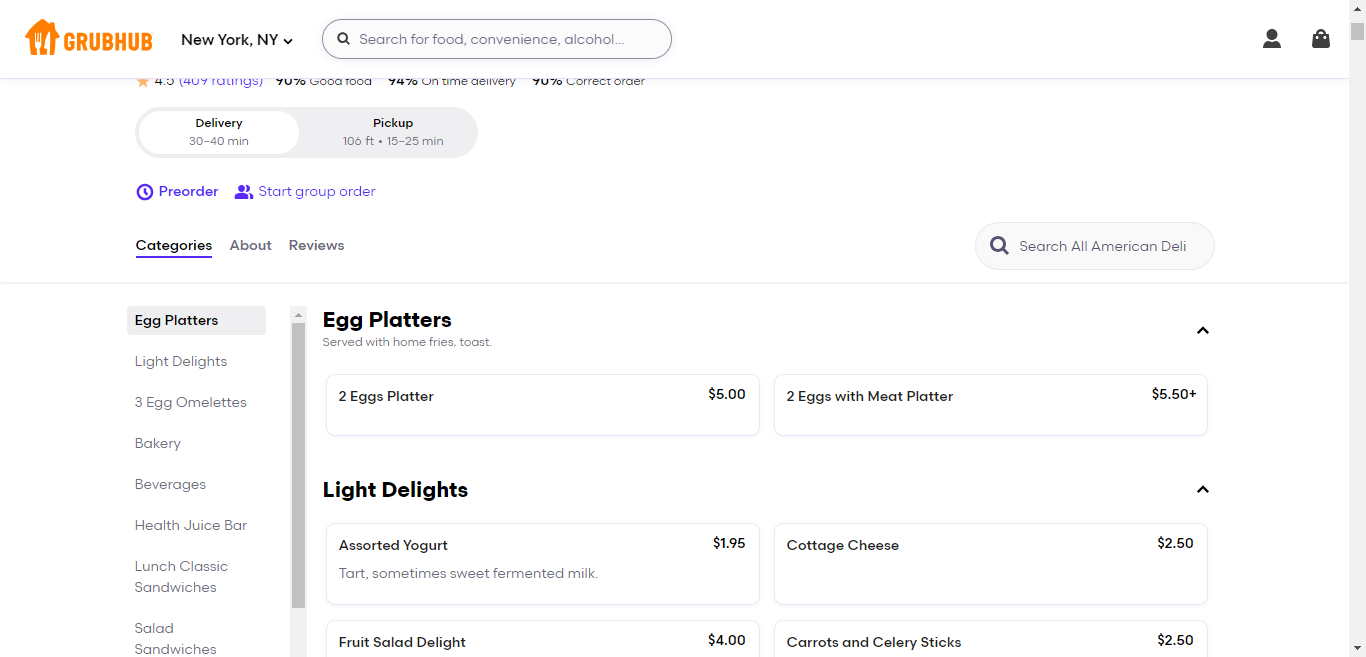 GRUBHUB
New York, NY
Search for food, convenience, alcohol...
4.5 (409 ratings) 90% Good food 94% On time delivery 90% Correct order
Delivery
30–40 min
Pickup
106 ft • 15–25 min
Preorder
Start group order
Categories
About
Reviews
Search All American Deli
Egg Platters
Light Delights
3 Egg Omelettes
Bakery
Beverages
Health Juice Bar
Lunch Classic
Sandwiches
Salad
Sandwiches
Egg Platters
Served with home fries, toast.
2 Eggs Platter
$5.00
2 Eggs with Meat Platter
$5.50+
Light Delights
Assorted Yogurt
$1.95
Tart, sometimes sweet fermented milk.
Cottage Cheese
$2.50
Fruit Salad Delight
$4.00
Carrots and Celery Sticks
$2.50